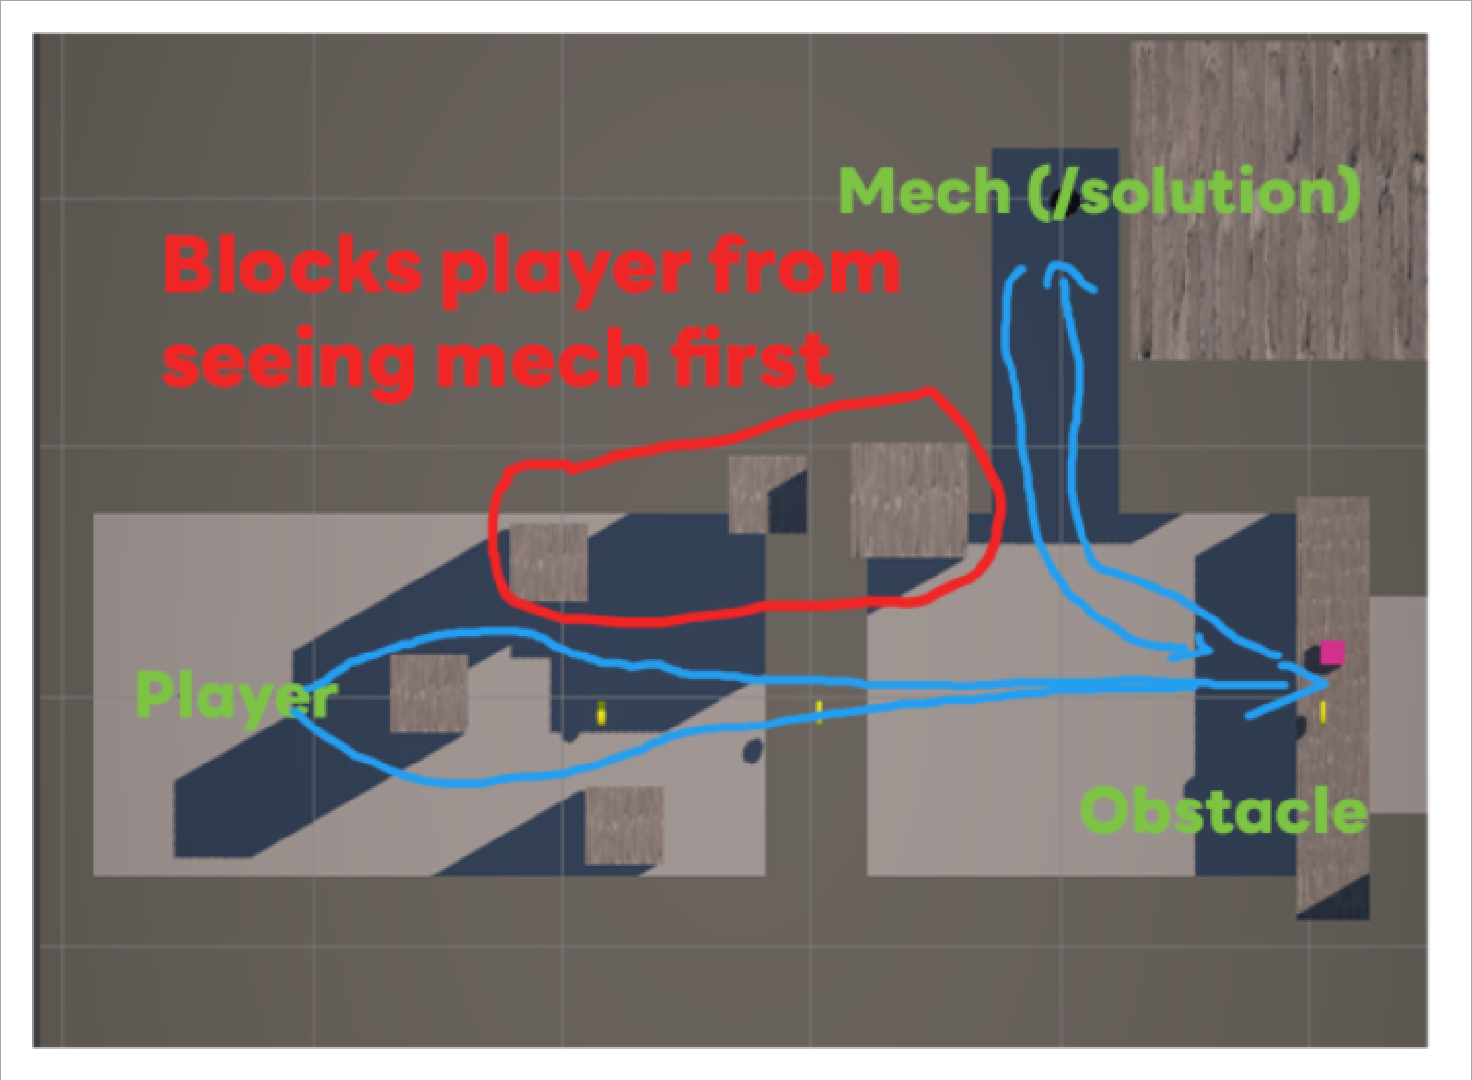 Mech (/solution)
Blocks player from
seeing mech first
Player
Obstacle